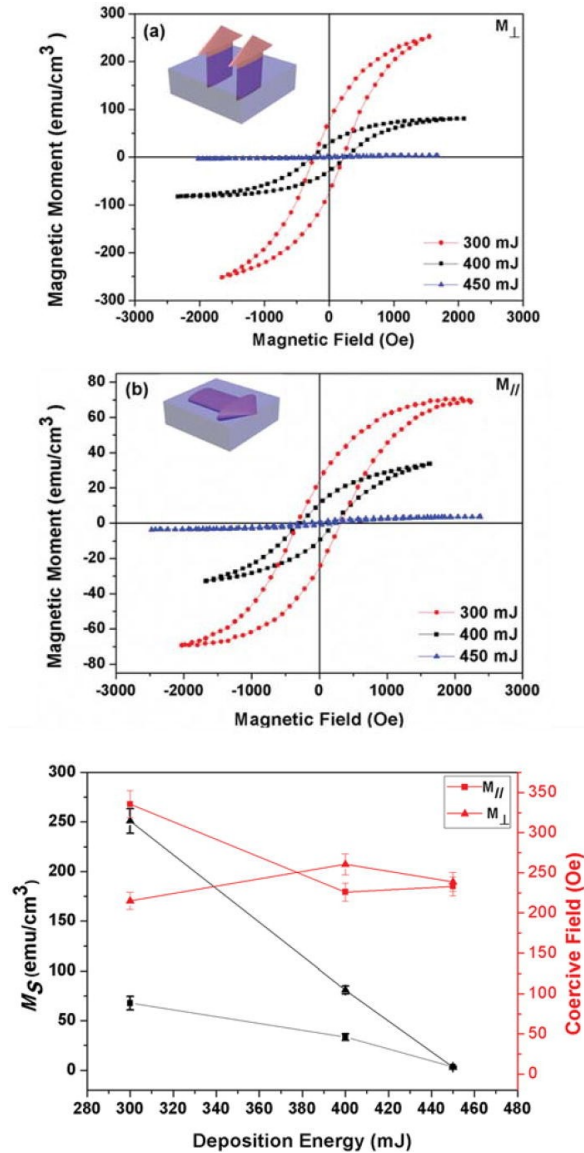 (a)
M⊥
300
200
100
0
-100
-200
-300
Magnetic Moment (emu/cm³)
300 mJ
400 mJ
450 mJ
-3000 -2000 -1000 0 1000 2000 3000
Magnetic Field (Oe)
(b)
M//
80
60
40
20
0
-20
-40
-60
-80
Magnetic Moment (emu/cm³)
300 mJ
400 mJ
450 mJ
-3000 -2000 -1000 0 1000 2000 3000
Magnetic Field (Oe)
300
250
200
150
100
50
0
MS(emu/cm³)
M//
M⊥
350
300
250
200
150
100
50
0
Coercive Field (Oe)
280 300 320 340 360 380 400 420 440 460 480
Deposition Energy (mJ)